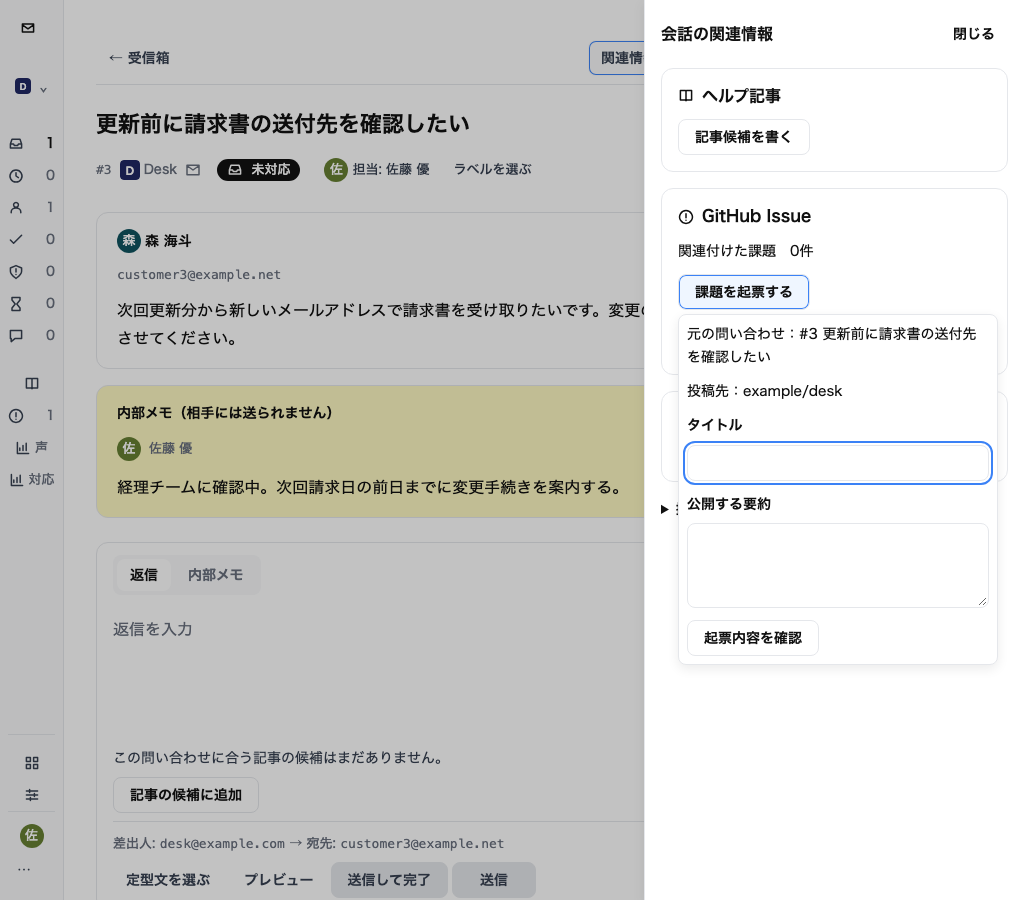 D
1
0
1
0
0
0
0
1
声
対応
佐
…
← 受信箱
関連情
更新前に請求書の送付先を確認したい
#3 D Desk 未対応 佐 担当: 佐藤 優 ラベルを選ぶ
森 森 海斗
customer3@example.net
次回更新分から新しいメールアドレスで請求書を受け取りたいです。変更の
させてください。
内部メモ（相手には送られません）
佐 佐藤 優
経理チームに確認中。次回請求日の前日までに変更手続きを案内する。
返信 内部メモ
返信を入力
この問い合わせに合う記事の候補はまだありません。
記事の候補に追加
差出人: desk@example.com → 宛先: customer3@example.net
定型文を選ぶ プレビュー 送信して完了 送信
会話の関連情報 閉じる
ヘルプ記事
記事候補を書く
GitHub Issue
関連付けた課題 0件
課題を起票する
元の問い合わせ：#3 更新前に請求書の送付先
を確認したい
投稿先：example/desk
タイトル
公開する要約
起票内容を確認